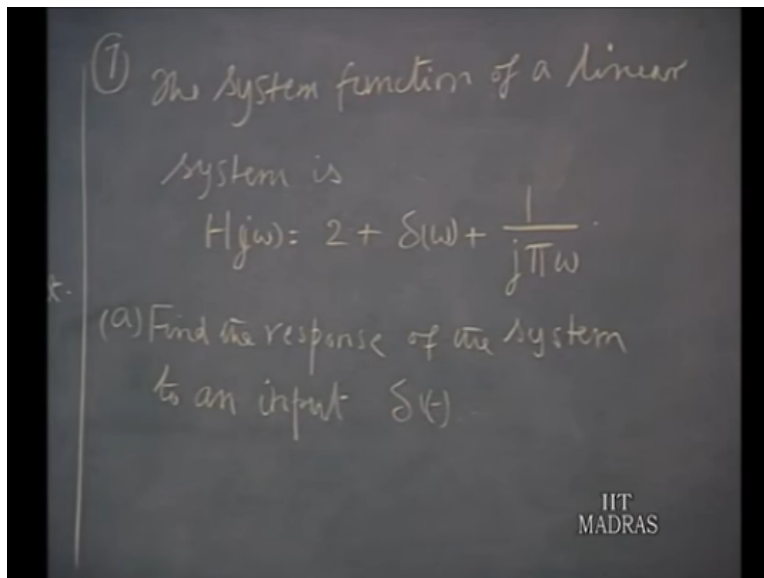 ① The system function of a linear
system is
H(jω) = 2 + δ(ω) + 1/(jπω)
(a) Find the response of the system
to an input δ(t)
IIT
MADRAS